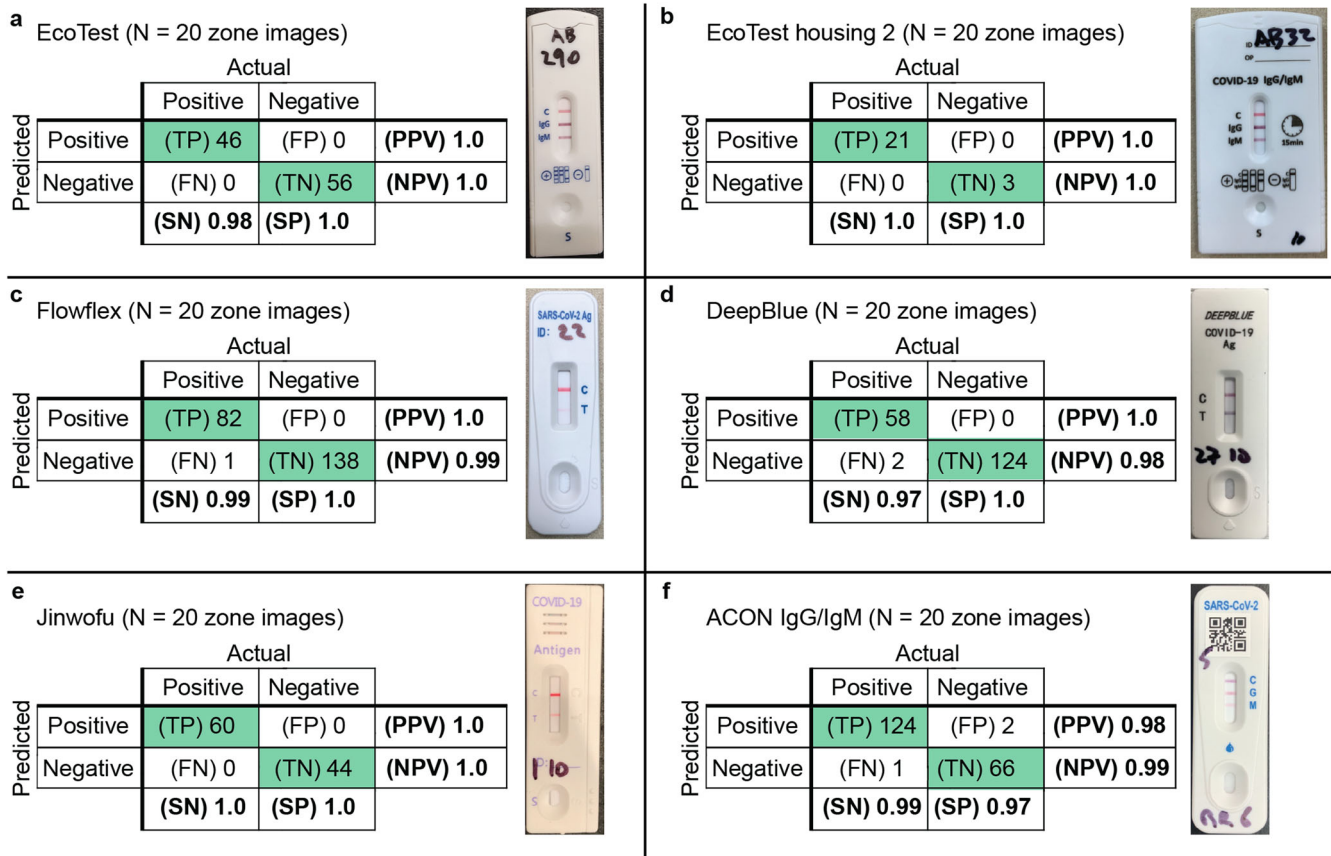 a
EcoTest (N = 20 zone images)
Actual
Positive Negative
Predicted
Positive (TP) 46 (FP) 0 (PPV) 1.0
Negative (FN) 0 (TN) 56 (NPV) 1.0
(SN) 0.98 (SP) 1.0
AB
290
C
IgG
IgM
S
b
EcoTest housing 2 (N = 20 zone images)
Actual
Positive Negative
Predicted
Positive (TP) 21 (FP) 0 (PPV) 1.0
Negative (FN) 0 (TN) 3 (NPV) 1.0
(SN) 1.0 (SP) 1.0
ID AB32
OP
COVID-19 IgG/IgM
C
IgG
IgM
15min
S
10
c
Flowflex (N = 20 zone images)
Actual
Positive Negative
Predicted
Positive (TP) 82 (FP) 0 (PPV) 1.0
Negative (FN) 1 (TN) 138 (NPV) 0.99
(SN) 0.99 (SP) 1.0
SARS-CoV-2 Ag
ID: 22
C
T
S
d
DeepBlue (N = 20 zone images)
Actual
Positive Negative
Predicted
Positive (TP) 58 (FP) 0 (PPV) 1.0
Negative (FN) 2 (TN) 124 (NPV) 0.98
(SN) 0.97 (SP) 1.0
DEEPBLUE
COVID-19
Ag
C
T
27 10
S
e
Jinwofu (N = 20 zone images)
Actual
Positive Negative
Predicted
Positive (TP) 60 (FP) 0 (PPV) 1.0
Negative (FN) 0 (TN) 44 (NPV) 1.0
(SN) 1.0 (SP) 1.0
COVID-19
Antigen
C
T
1 10
S
f
ACON IgG/IgM (N = 20 zone images)
Actual
Positive Negative
Predicted
Positive (TP) 124 (FP) 2 (PPV) 0.98
Negative (FN) 1 (TN) 66 (NPV) 0.99
(SN) 0.99 (SP) 0.97
SARS-CoV-2
5
C
G
M